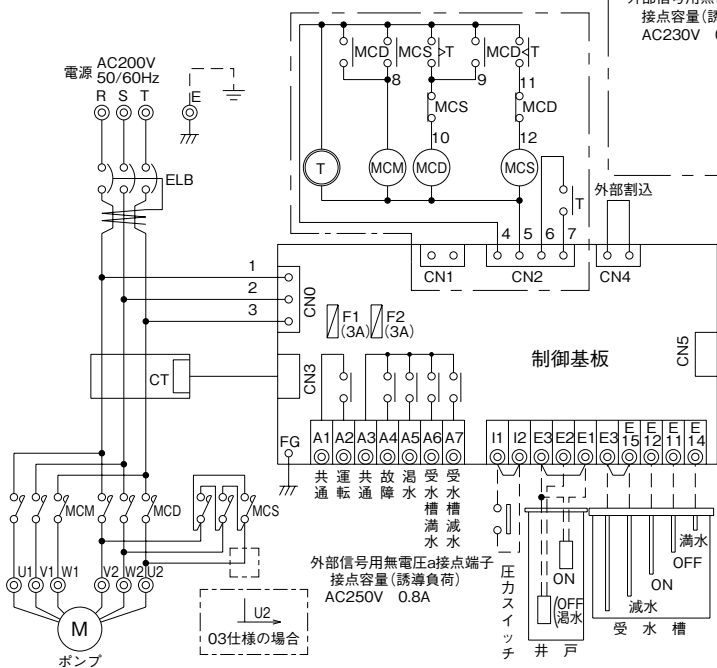 外部信号用無
接点容量(誘
AC230V
電源
AC200V
50/60Hz
R S T E
MCD MCS T MCD T
8 9 11
MCS MCD
10 12
T MCM MCD MCS
ELB
外部割込
T
4 5 6 7
1
2
3
CN0
CN1 CN2 CN4
F1
(3A)
F2
(3A)
制御基板
CN5
CT
CN3
FG
A1 A2 A3 A4 A5 A6 A7
I1 I2 E3 E2 E1 E3 E15 E12 E11 E14
共通
運転
共通
故障
渇水
受水槽満水
受水槽減水
MCM MCD MCS
外部信号用無電圧a接点端子
接点容量(誘導負荷)
AC250V 0.8A
圧力スイッチ
ON
OFF
渇水
井戸
満水
OFF
ON
減水
受水槽
U1 V1 W1 V2 W2 U2
M
ポンプ
U2
03仕様の場合